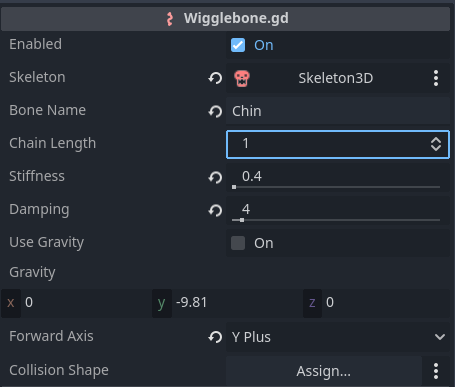 Wigglebone.gd
Enabled On
Skeleton Skeleton3D
Bone Name Chin
Chain Length 1
Stiffness 0.4
Damping 4
Use Gravity On
Gravity
x 0 y -9.81 z 0
Forward Axis Y Plus
Collision Shape Assign...